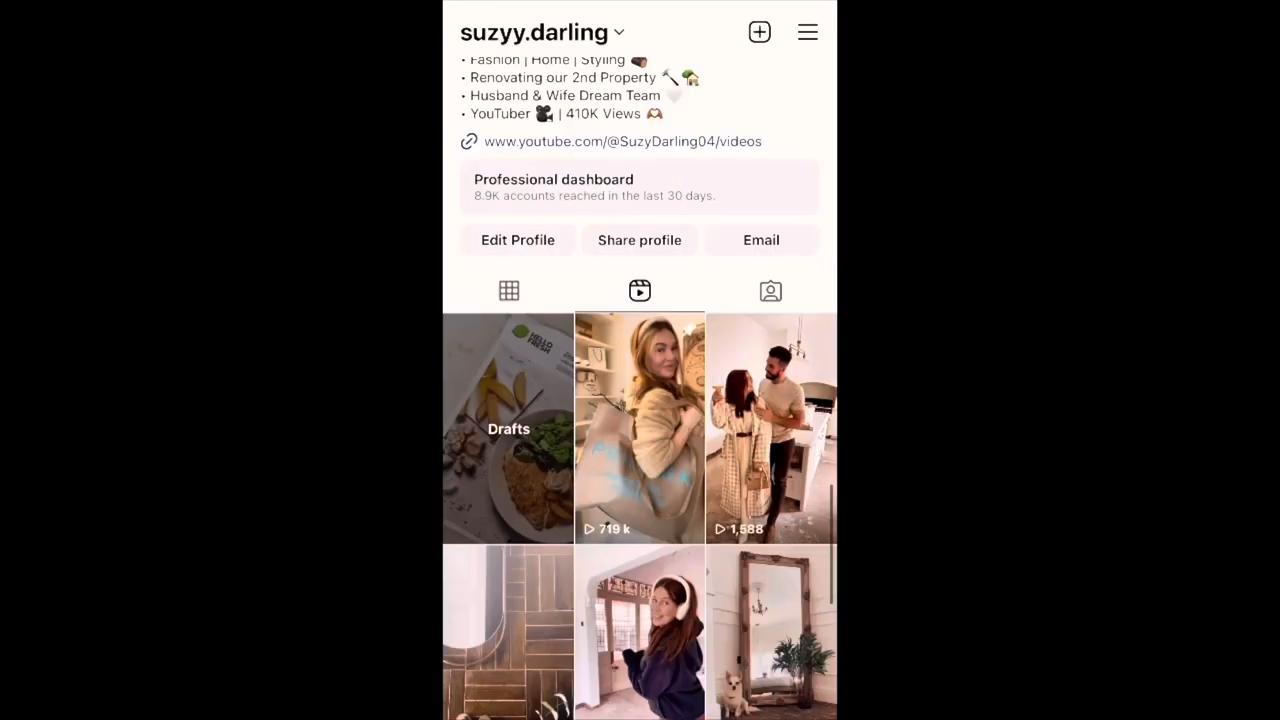 suzyy.darling
• Fashion | Home | Styling 🪵
• Renovating our 2nd Property 🔨🏡
• Husband & Wife Dream Team 🤍
• YouTuber 🎥 | 410K Views 🫶🏽
www.youtube.com/@SuzyDarling04/videos
Professional dashboard
8.9K accounts reached in the last 30 days.
Edit Profile Share profile Email
HELLO
FRESH
Drafts
719 k 1,588